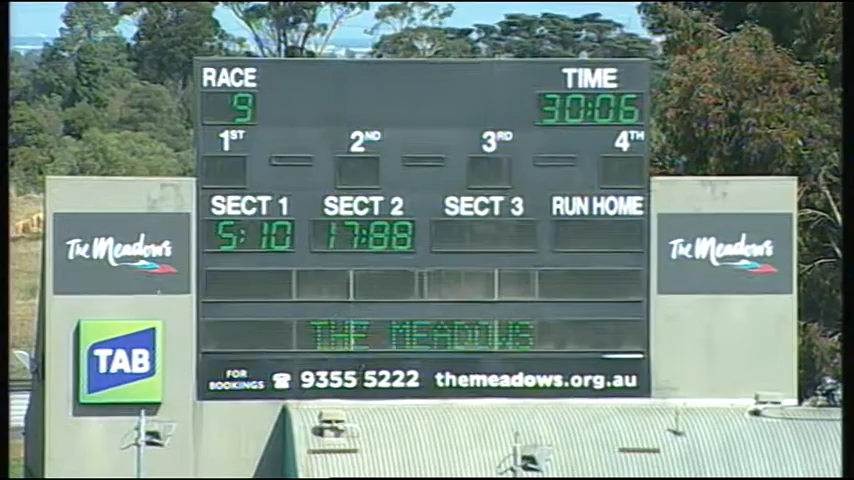 RACE TIME
9 30:06
1ST 2ND 3RD 4TH
SECT 1 SECT 2 SECT 3 RUN HOME
5:10 17:88
The Meadows The Meadows
THE MEADOWS
TAB
FOR BOOKINGS ☎ 9355 5222 themeadows.org.au